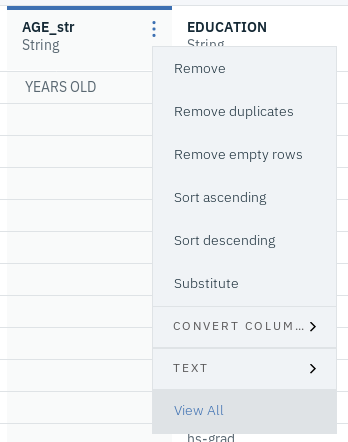 AGE_str
EDUCATION
String
String
YEARS OLD
Remove
Remove duplicates
Remove empty rows
Sort ascending
Sort descending
Substitute
CONVERT COLUM...
TEXT
View All
hs-grad